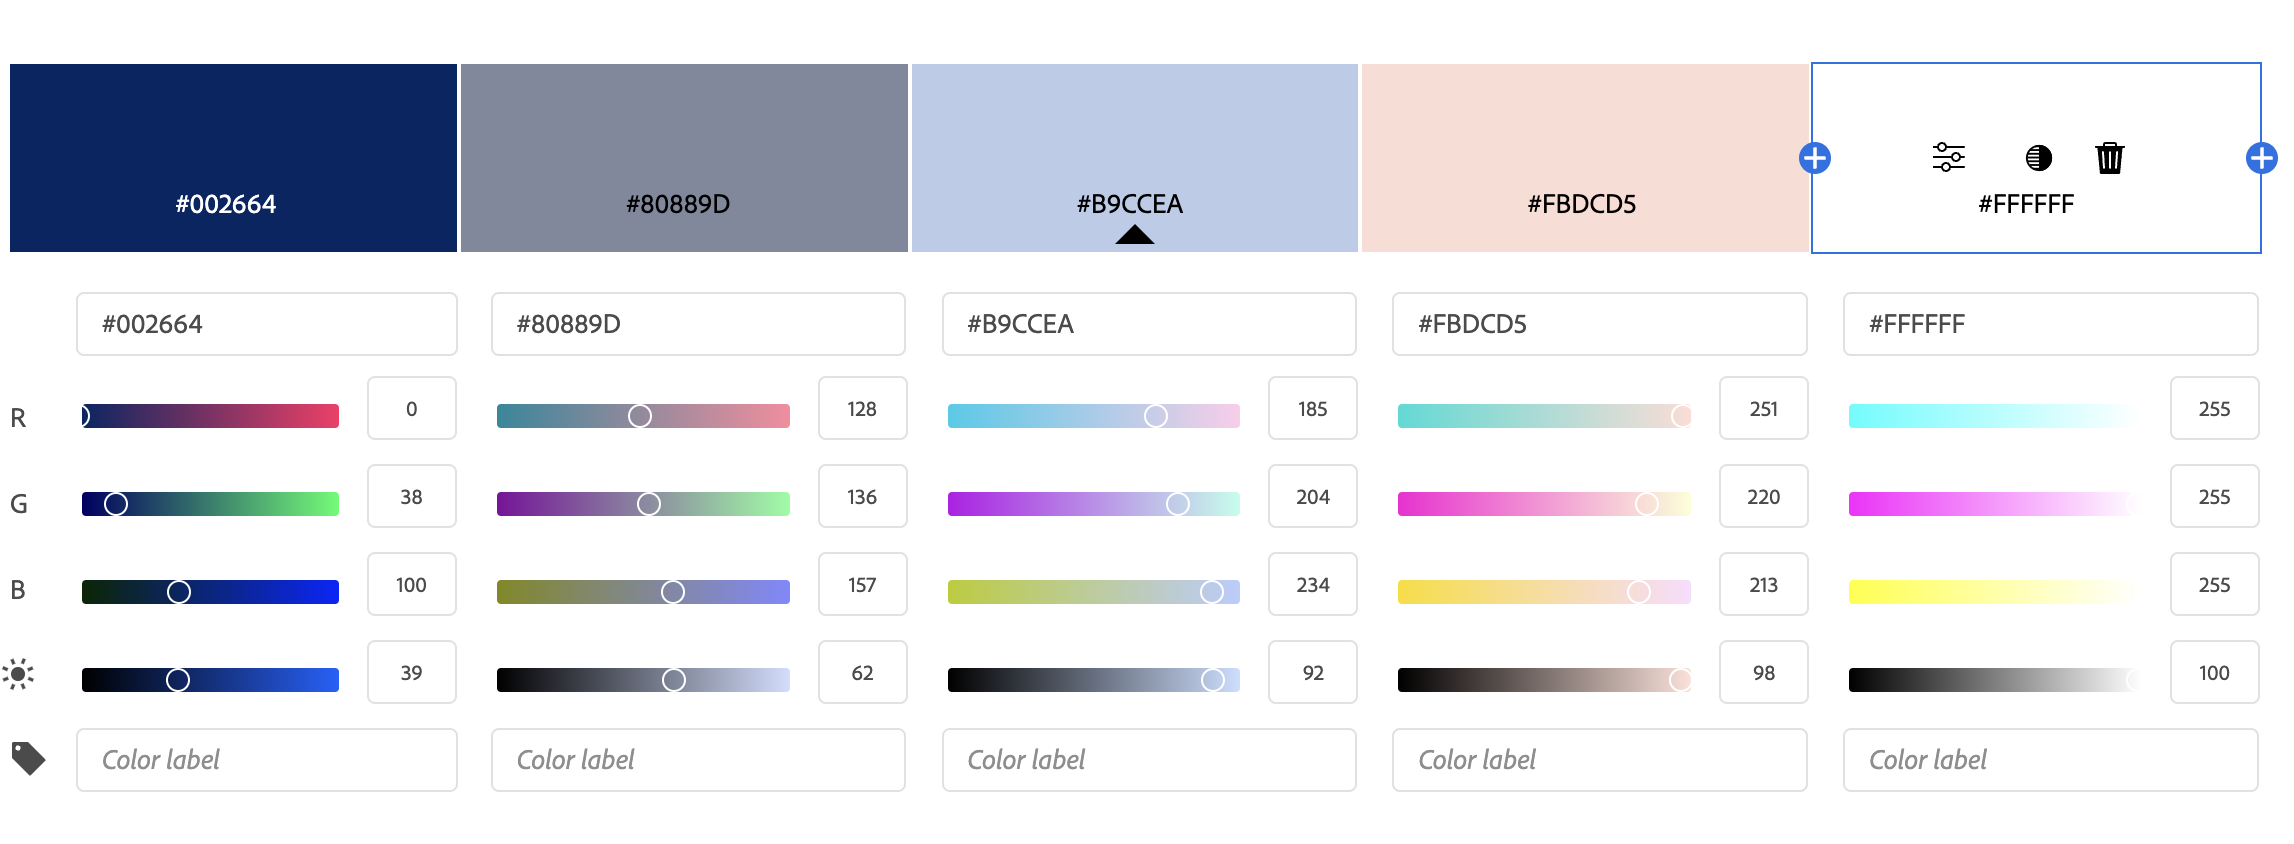 #002664 #80889D #B9CCEA #FBDCD5 #FFFFFF
#002664 #80889D #B9CCEA #FBDCD5 #FFFFFF
R 0 128 185 251 255
G 38 136 204 220 255
B 100 157 234 213 255
39 62 92 98 100
Color label Color label Color label Color label Color label